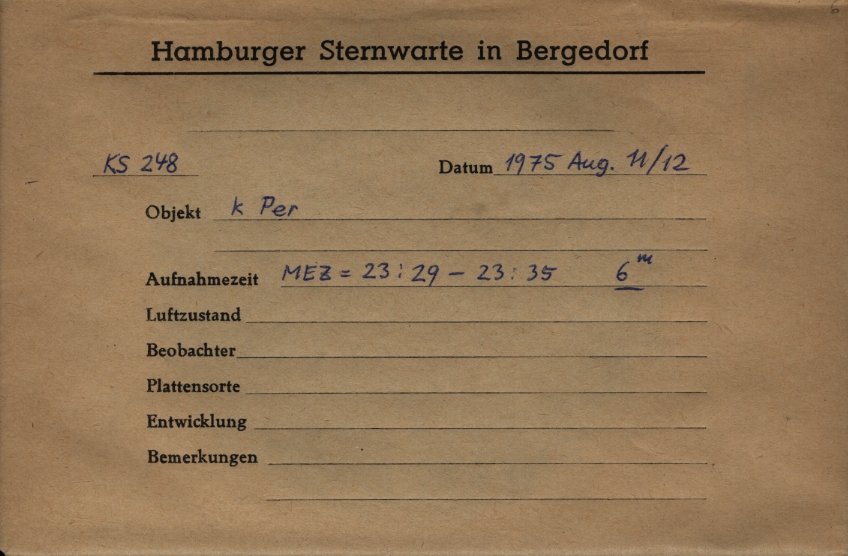 Hamburger Sternwarte in Bergedorf
KS 248 Datum 1975 Aug. 11/12
Objekt k Per
Aufnahmezeit MEZ = 23:29 – 23:35 6ᵐ
Luftzustand
Beobachter
Plattensorte
Entwicklung
Bemerkungen